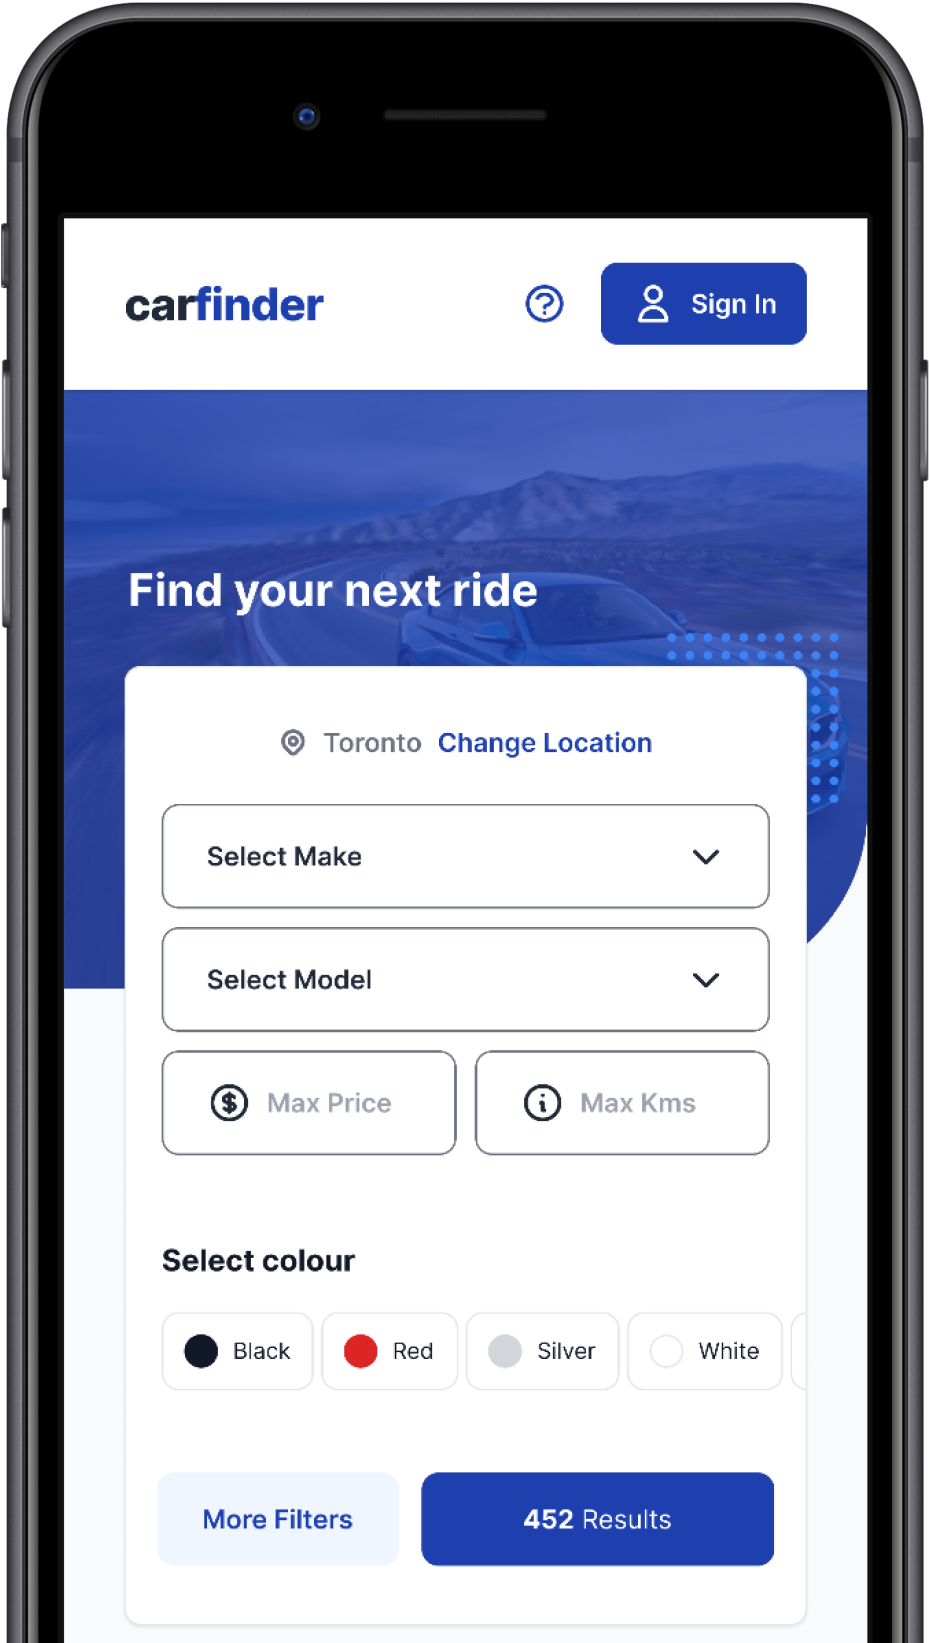 carfinder
Sign In
Find your next ride
Toronto Change Location
Select Make
Select Model
Max Price Max Kms
Select colour
Black Red Silver White
More Filters 452 Results